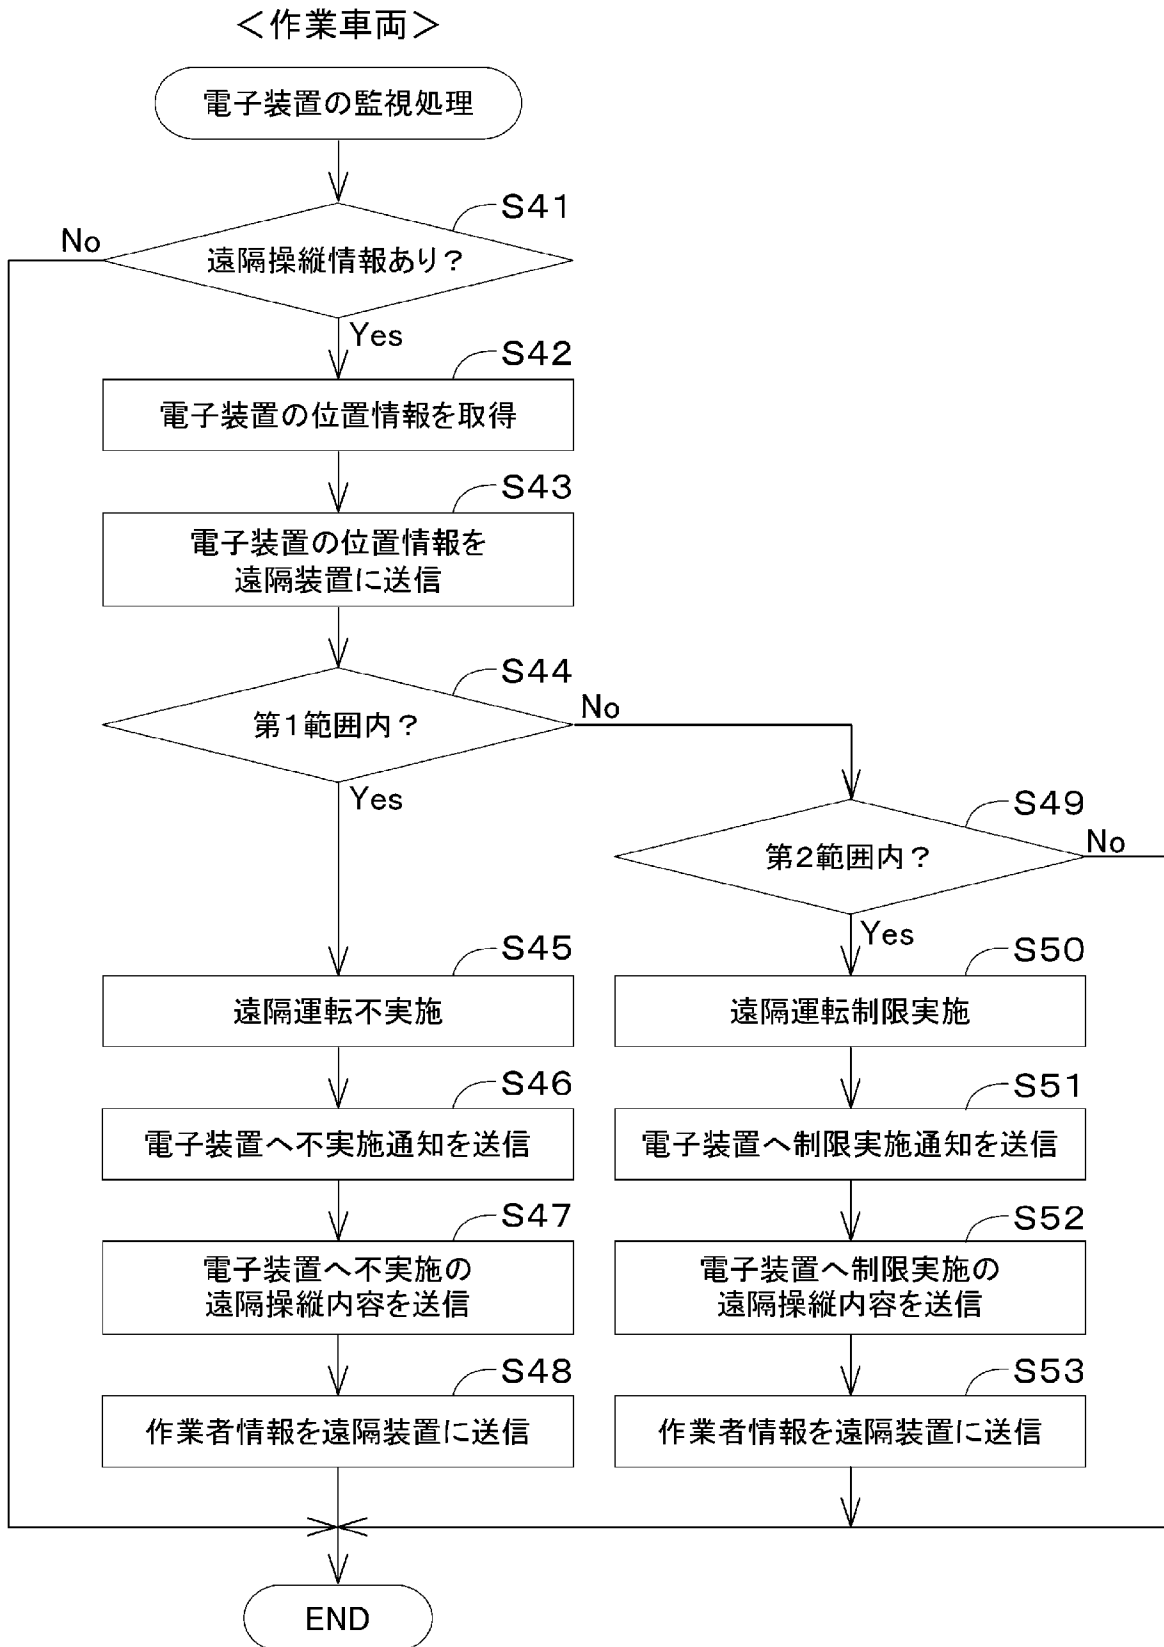 ＜作業車両＞
電子装置の監視処理
S41
No
遠隔操縦情報あり？
Yes
S42
電子装置の位置情報を取得
S43
電子装置の位置情報を
遠隔装置に送信
S44
第1範囲内？
No
Yes
S49
第2範囲内？
No
Yes
S45
遠隔運転不実施
S50
遠隔運転制限実施
S46
電子装置へ不実施通知を送信
S51
電子装置へ制限実施通知を送信
S47
電子装置へ不実施の
遠隔操縦内容を送信
S52
電子装置へ制限実施の
遠隔操縦内容を送信
S48
作業者情報を遠隔装置に送信
S53
作業者情報を遠隔装置に送信
END